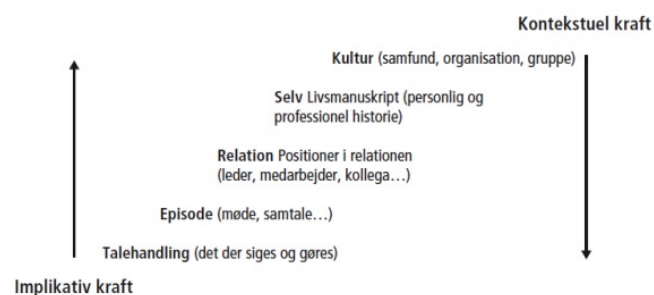 Kontekstuel kraft
Kultur (samfund, organisation, gruppe)
Selv Livsmanuskript (personlig og
professionel historie)
Relation Positioner i relationen
(leder, medarbejder, kollega…)
Episode (møde, samtale…)
Talehandling (det der siges og gøres)
Implikativ kraft